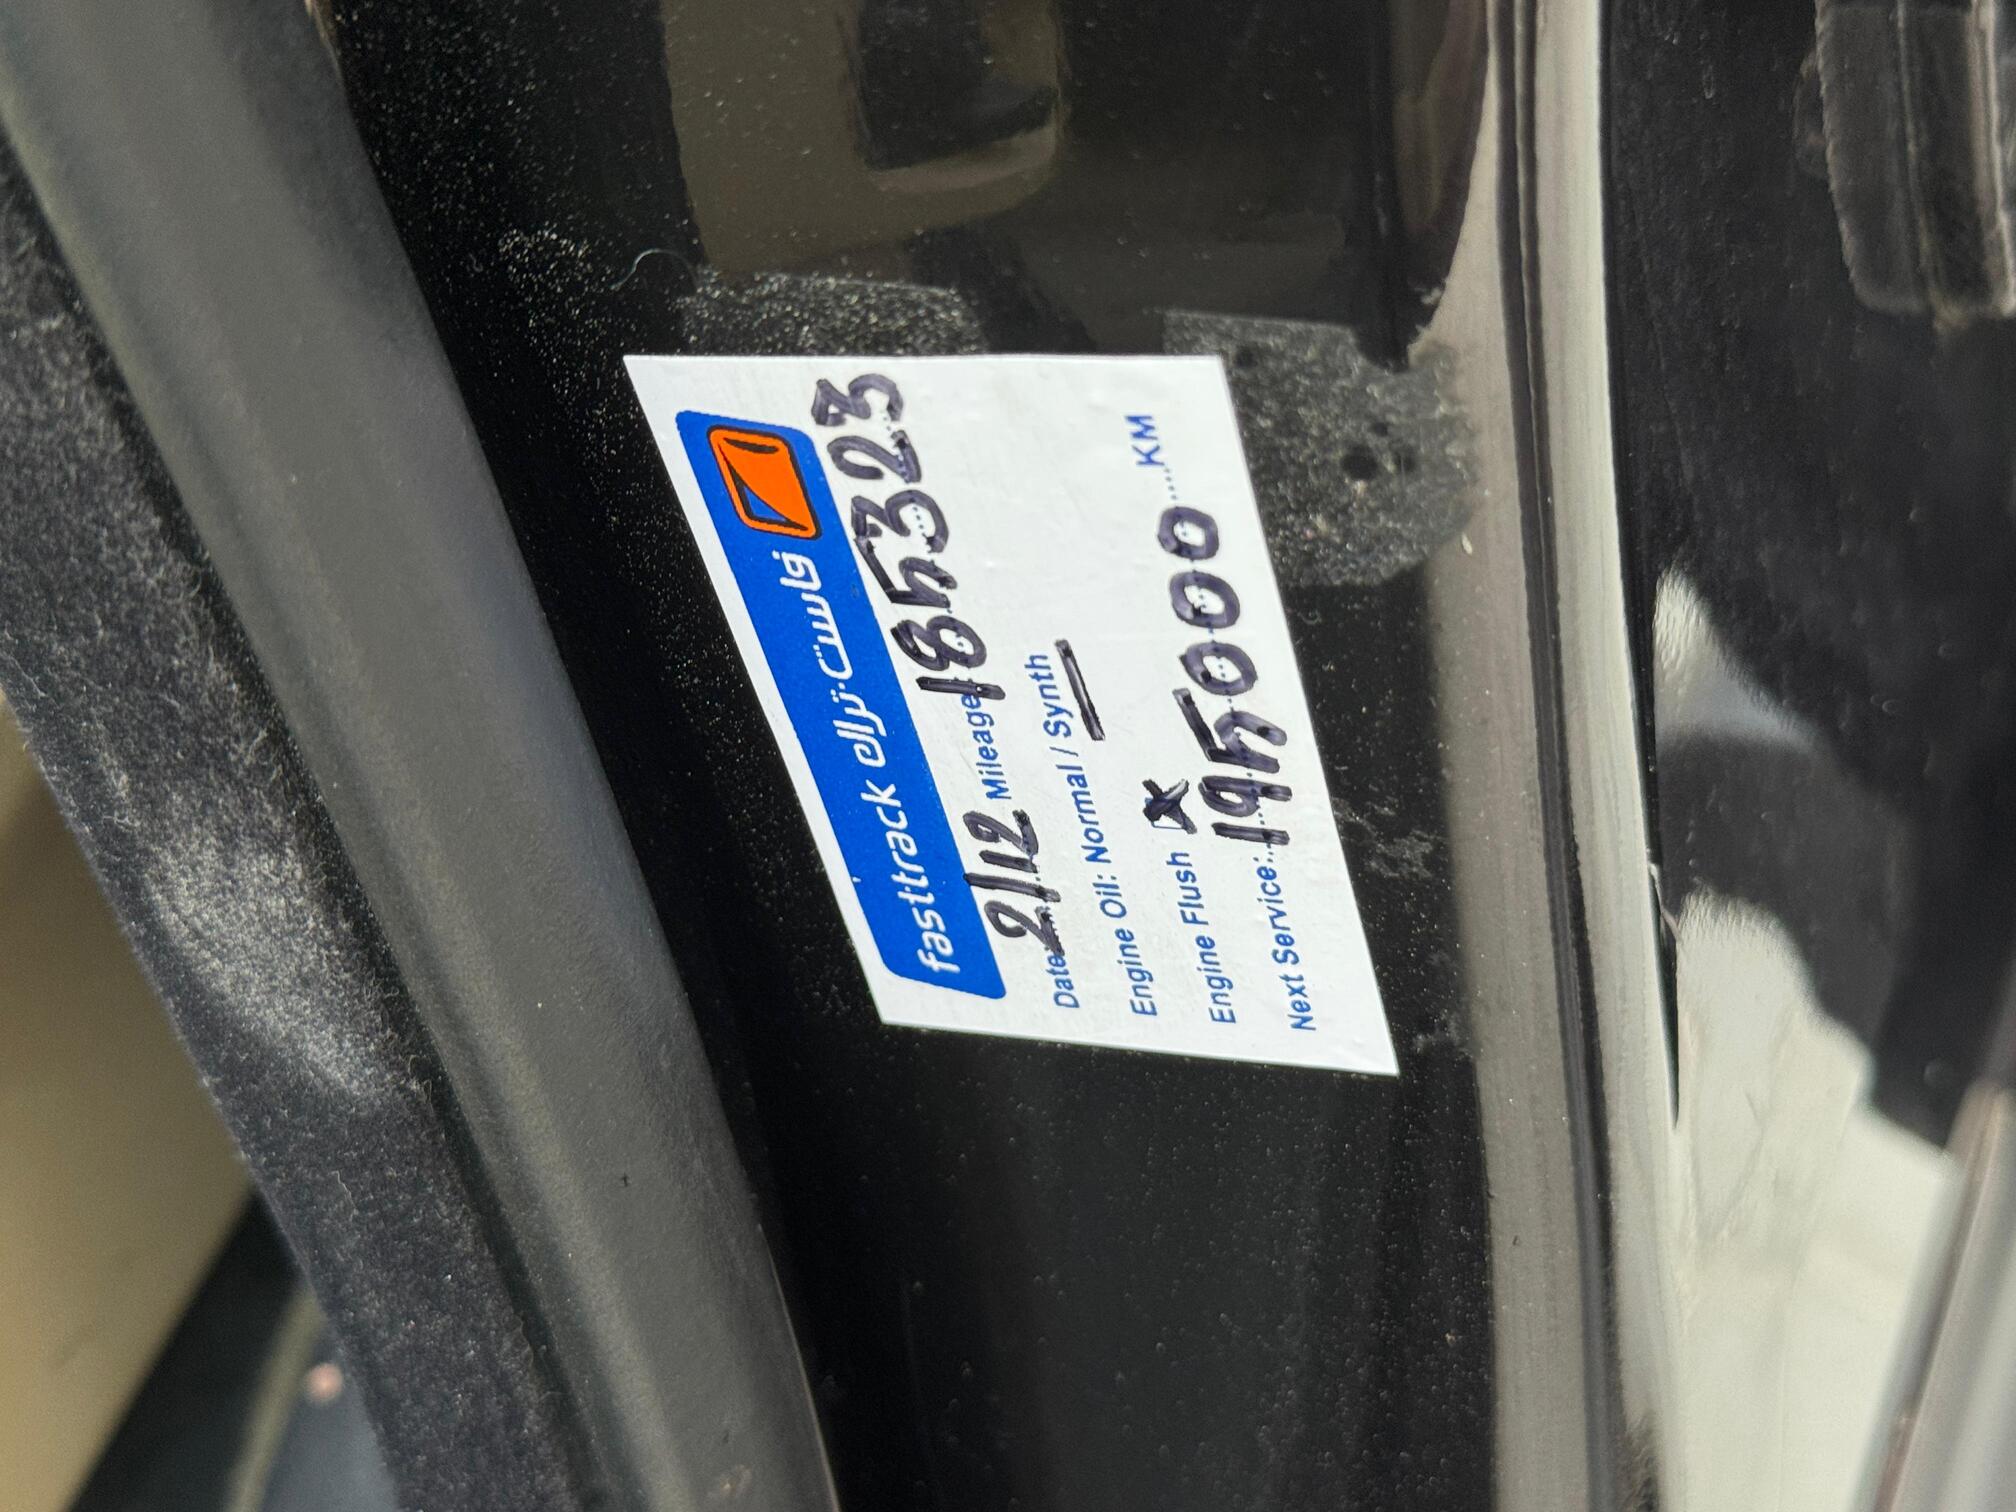 fasttrack فاست تراك
Date 2/12 Mileage 185323
Engine Oil: Normal / Synth
Engine Flush x
Next Service: 195000 KM